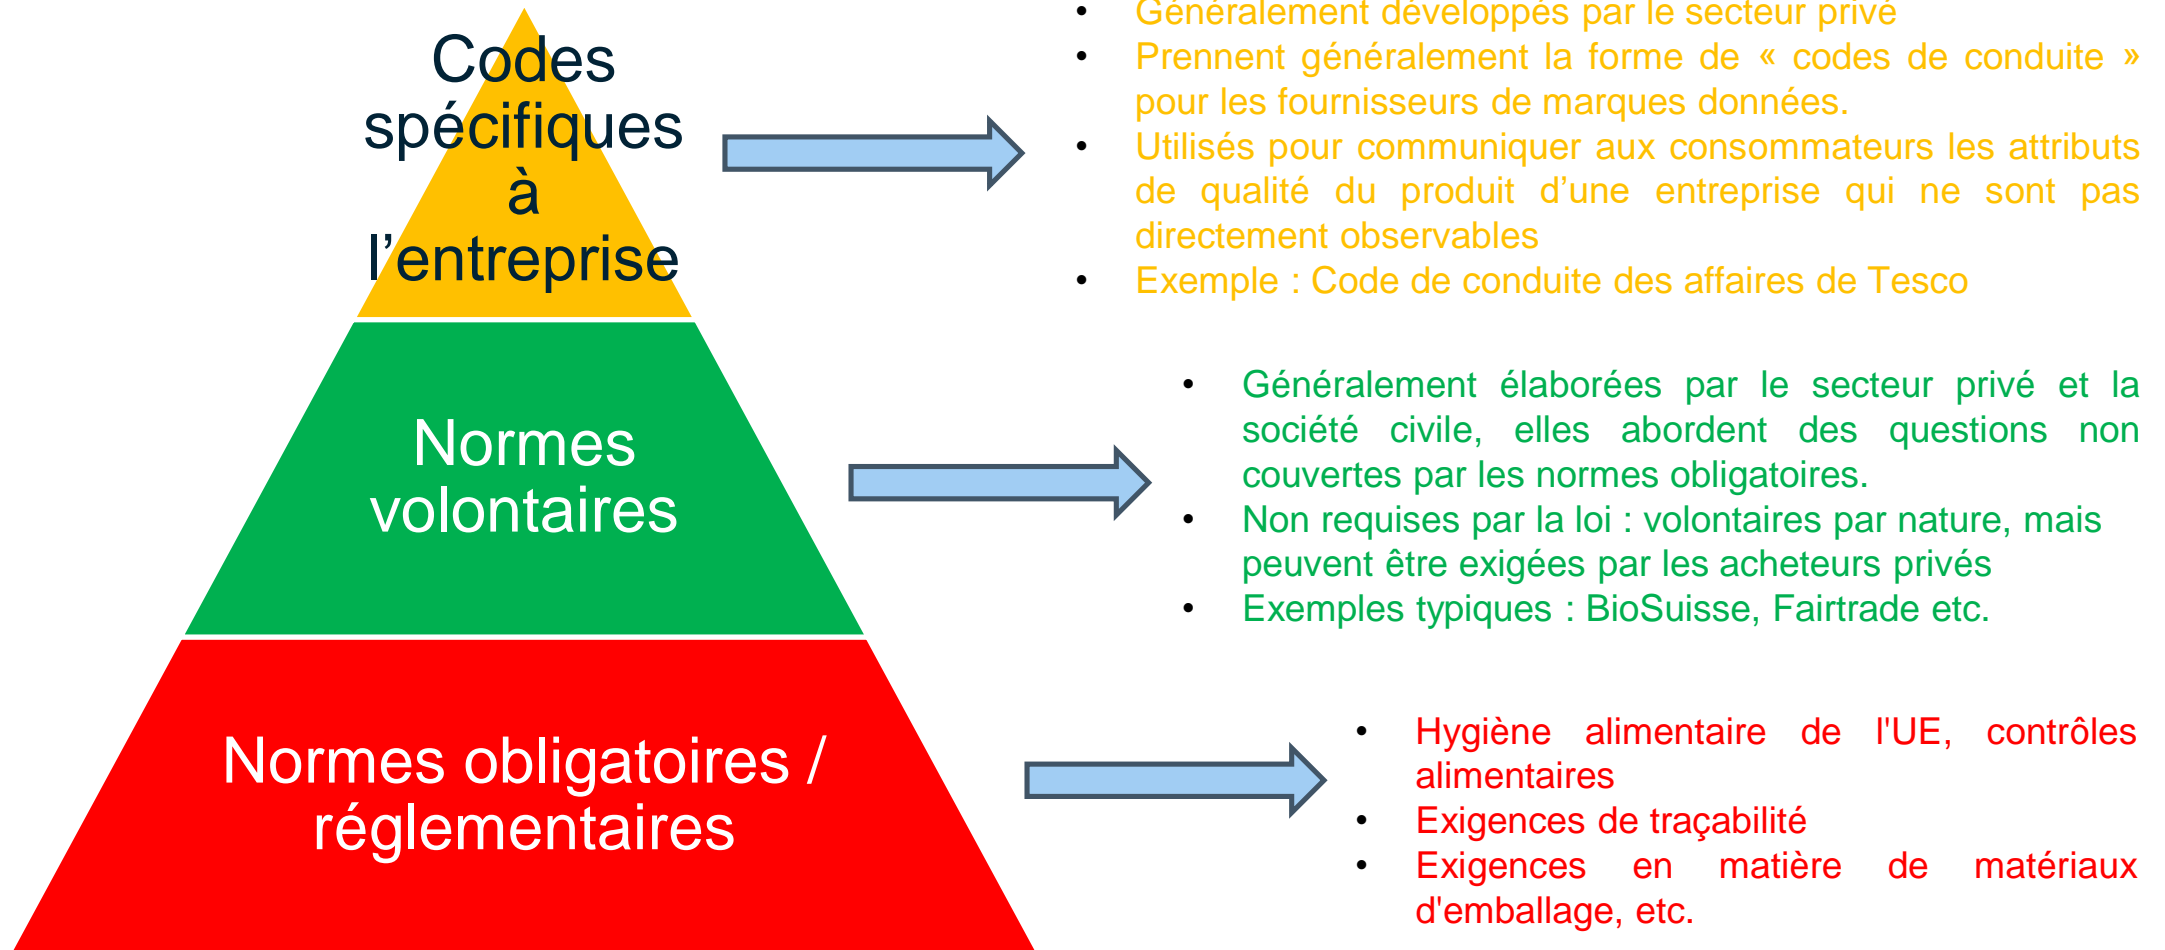 Codes
spécifiques
à
l’entreprise
• Généralement développés par le secteur privé
• Prennent généralement la forme de « codes de conduite »
pour les fournisseurs de marques données.
• Utilisés pour communiquer aux consommateurs les attributs
de qualité du produit d’une entreprise qui ne sont pas
directement observables
• Exemple : Code de conduite des affaires de Tesco
Normes
volontaires
• Généralement élaborées par le secteur privé et la
société civile, elles abordent des questions non
couvertes par les normes obligatoires.
• Non requises par la loi : volontaires par nature, mais
peuvent être exigées par les acheteurs privés
• Exemples typiques : BioSuisse, Fairtrade etc.
Normes obligatoires /
réglementaires
• Hygiène alimentaire de l'UE, contrôles
alimentaires
• Exigences de traçabilité
• Exigences en matière de matériaux
d'emballage, etc.